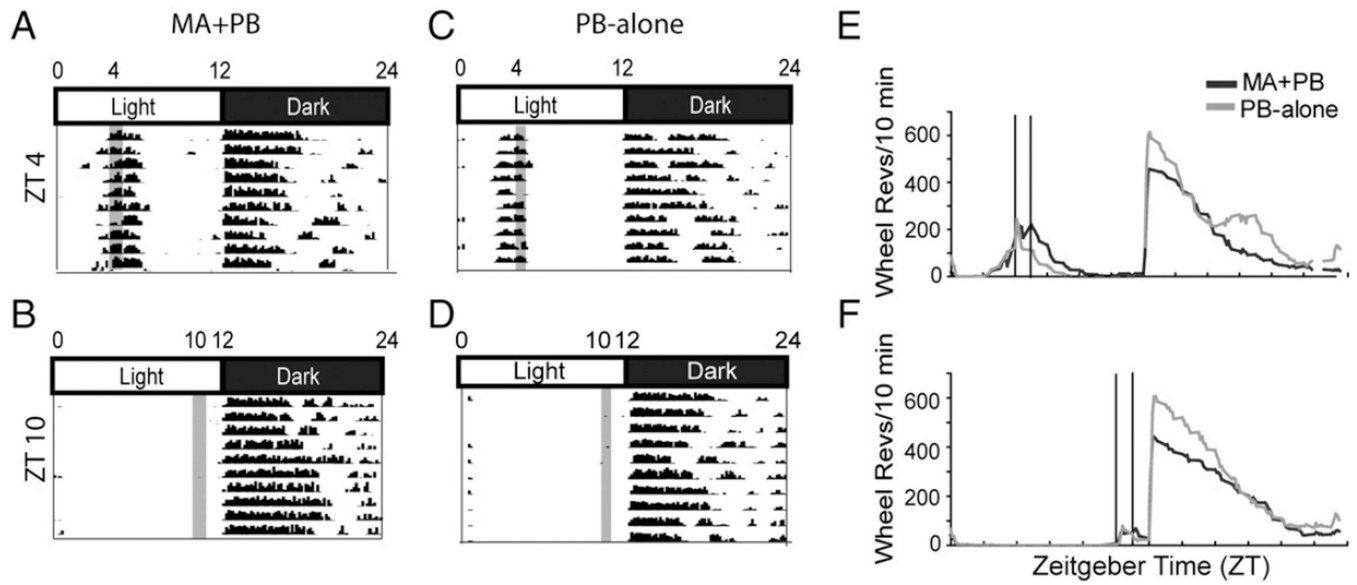 A
MA+PB
0 4 12 24
Light Dark
ZT 4
C
PB-alone
0 4 12 24
Light Dark
E
MA+PB
PB-alone
Wheel Revs/10 min
600
400
200
0
B
0 10 12 24
Light Dark
ZT 10
D
0 10 12 24
Light Dark
F
Wheel Revs/10 min
600
400
200
0
Zeitgeber Time (ZT)